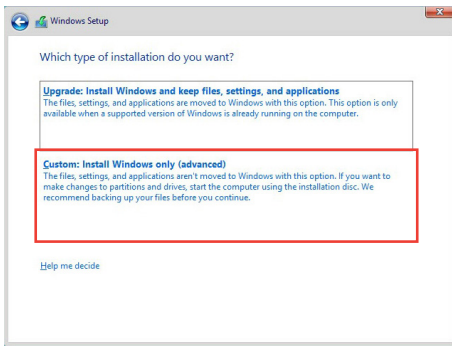 Windows Setup
Which type of installation do you want?
Upgrade: Install Windows and keep files, settings, and applications
The files, settings, and applications are moved to Windows with this option. This option is only
available when a supported version of Windows is already running on the computer.
Custom: Install Windows only (advanced)
The files, settings, and applications aren't moved to Windows with this option. If you want to
make changes to partitions and drives, start the computer using the installation disc. We
recommend backing up your files before you continue.
Help me decide